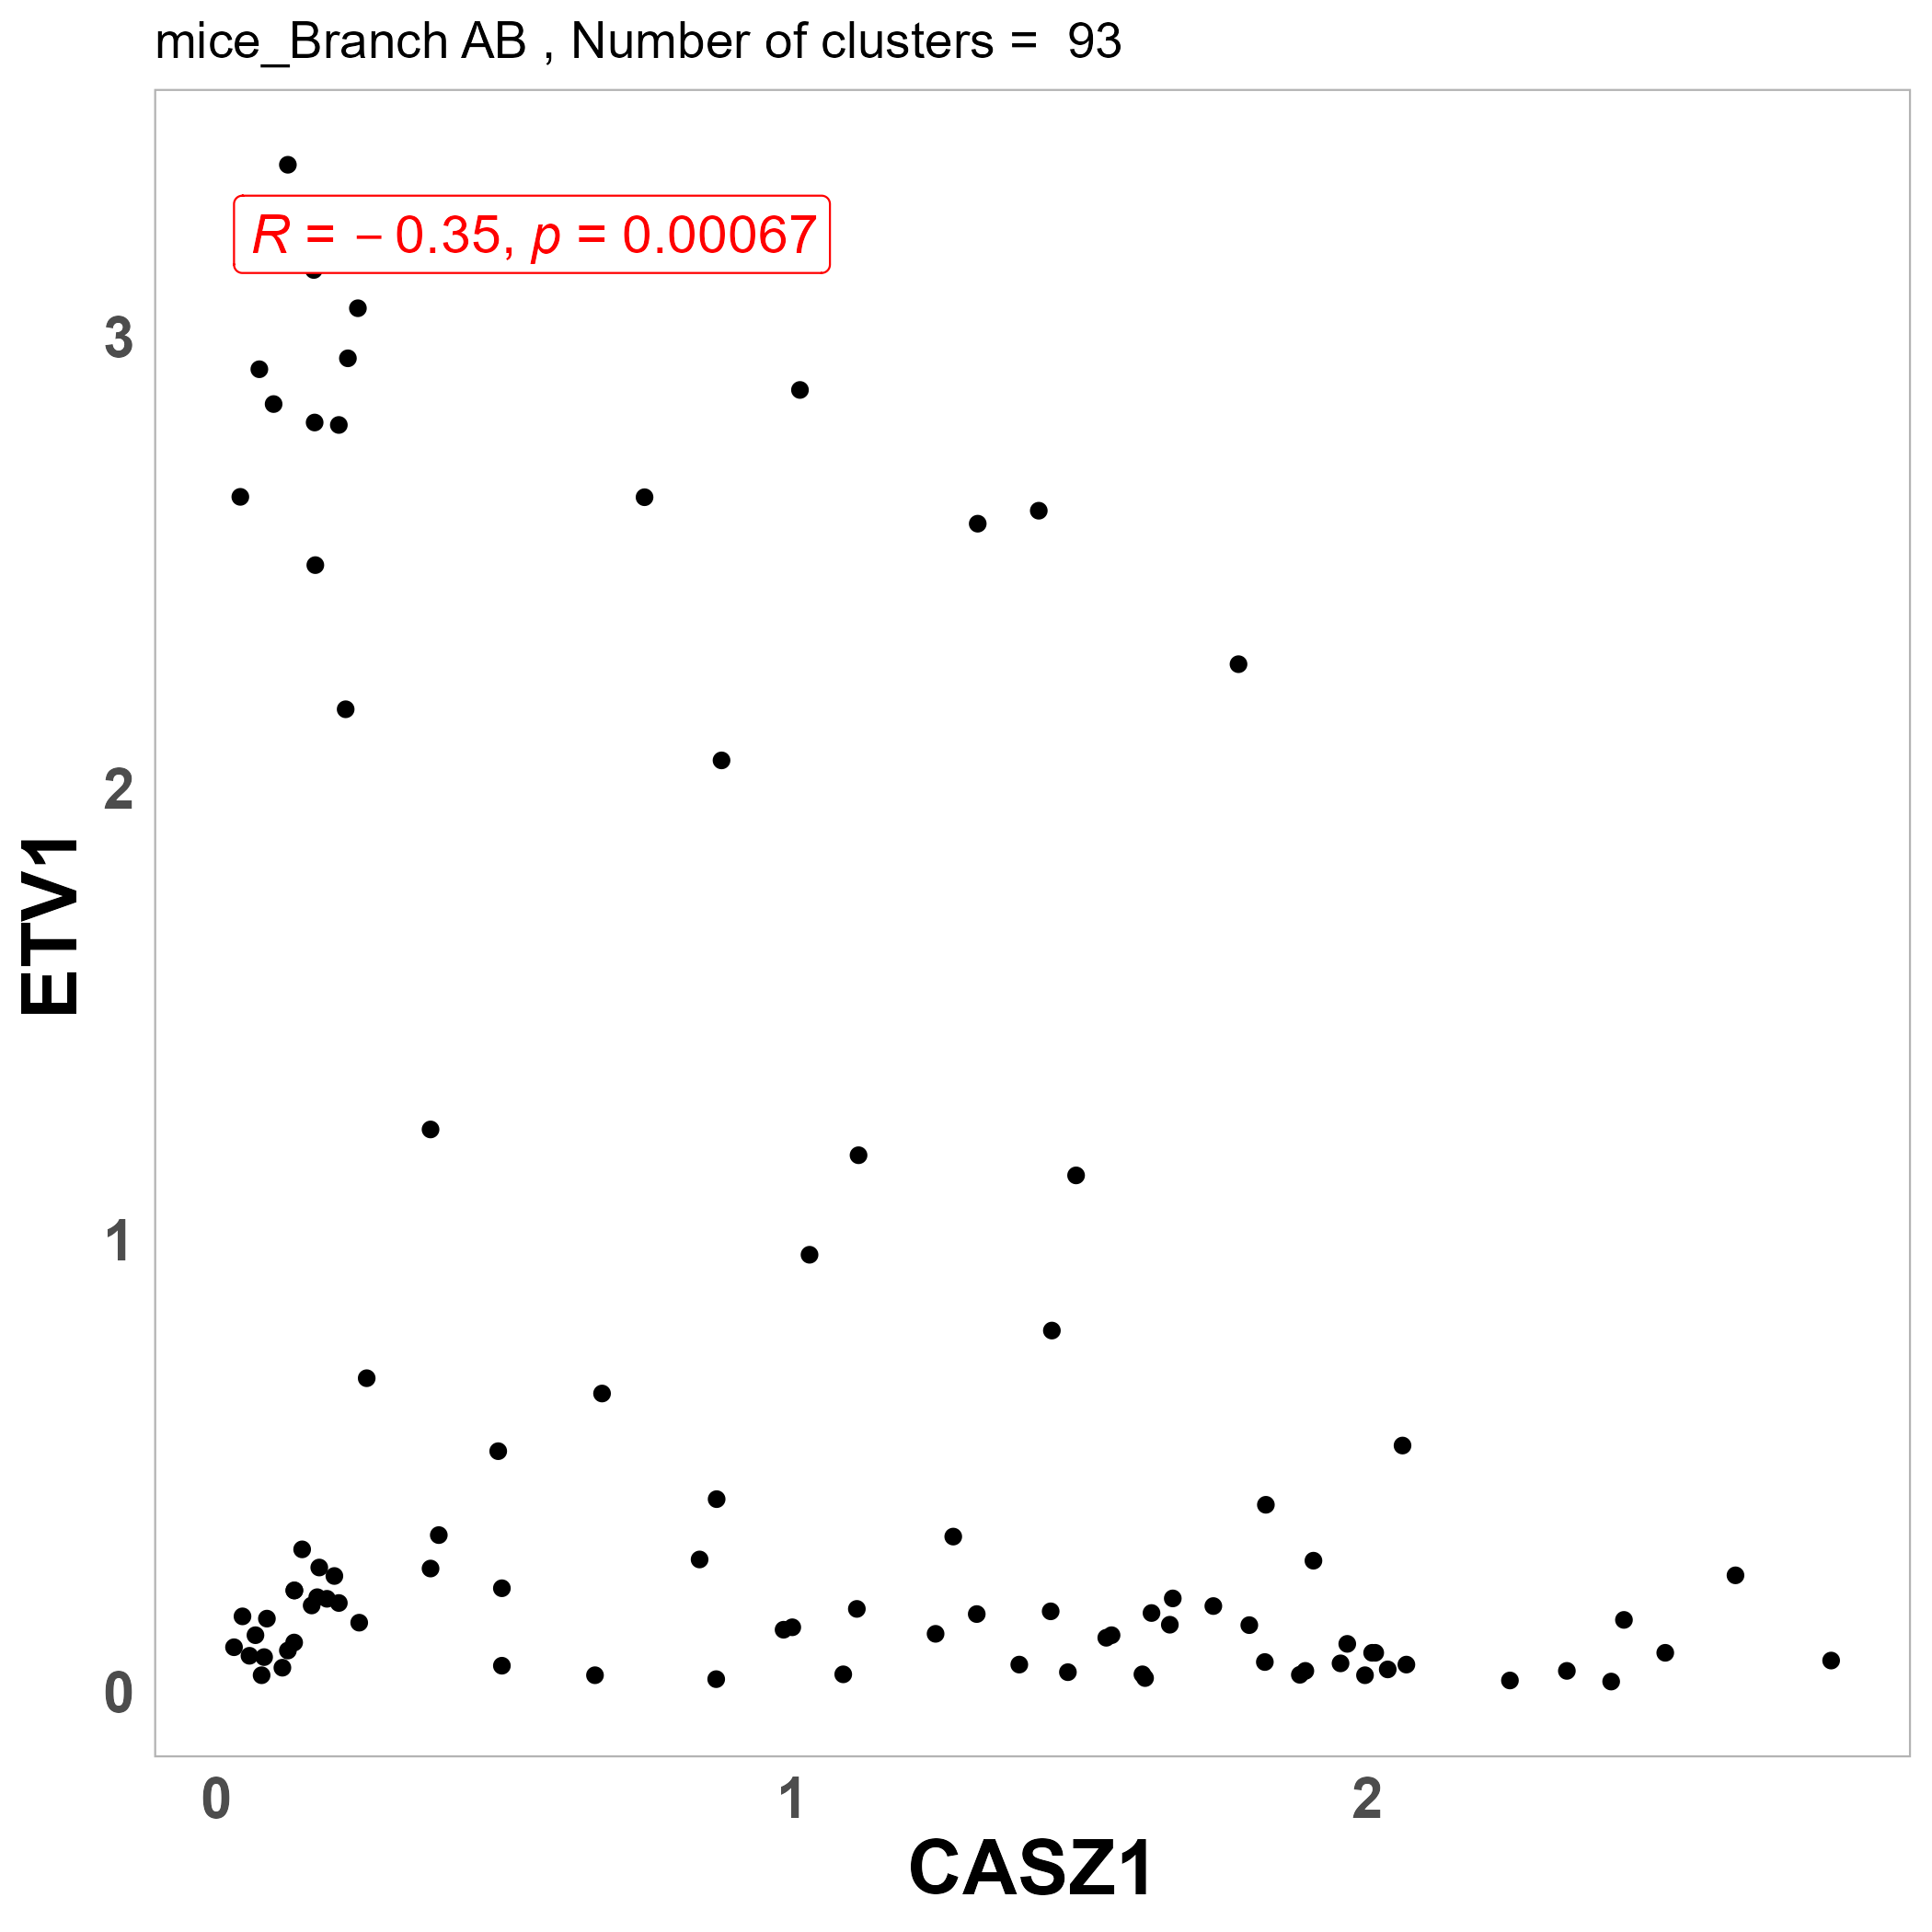 mice_Branch AB , Number of clusters =  93
R = − 0.35, p = 0.00067
3
2
1
0
ETV1
0 1 2
CASZ1